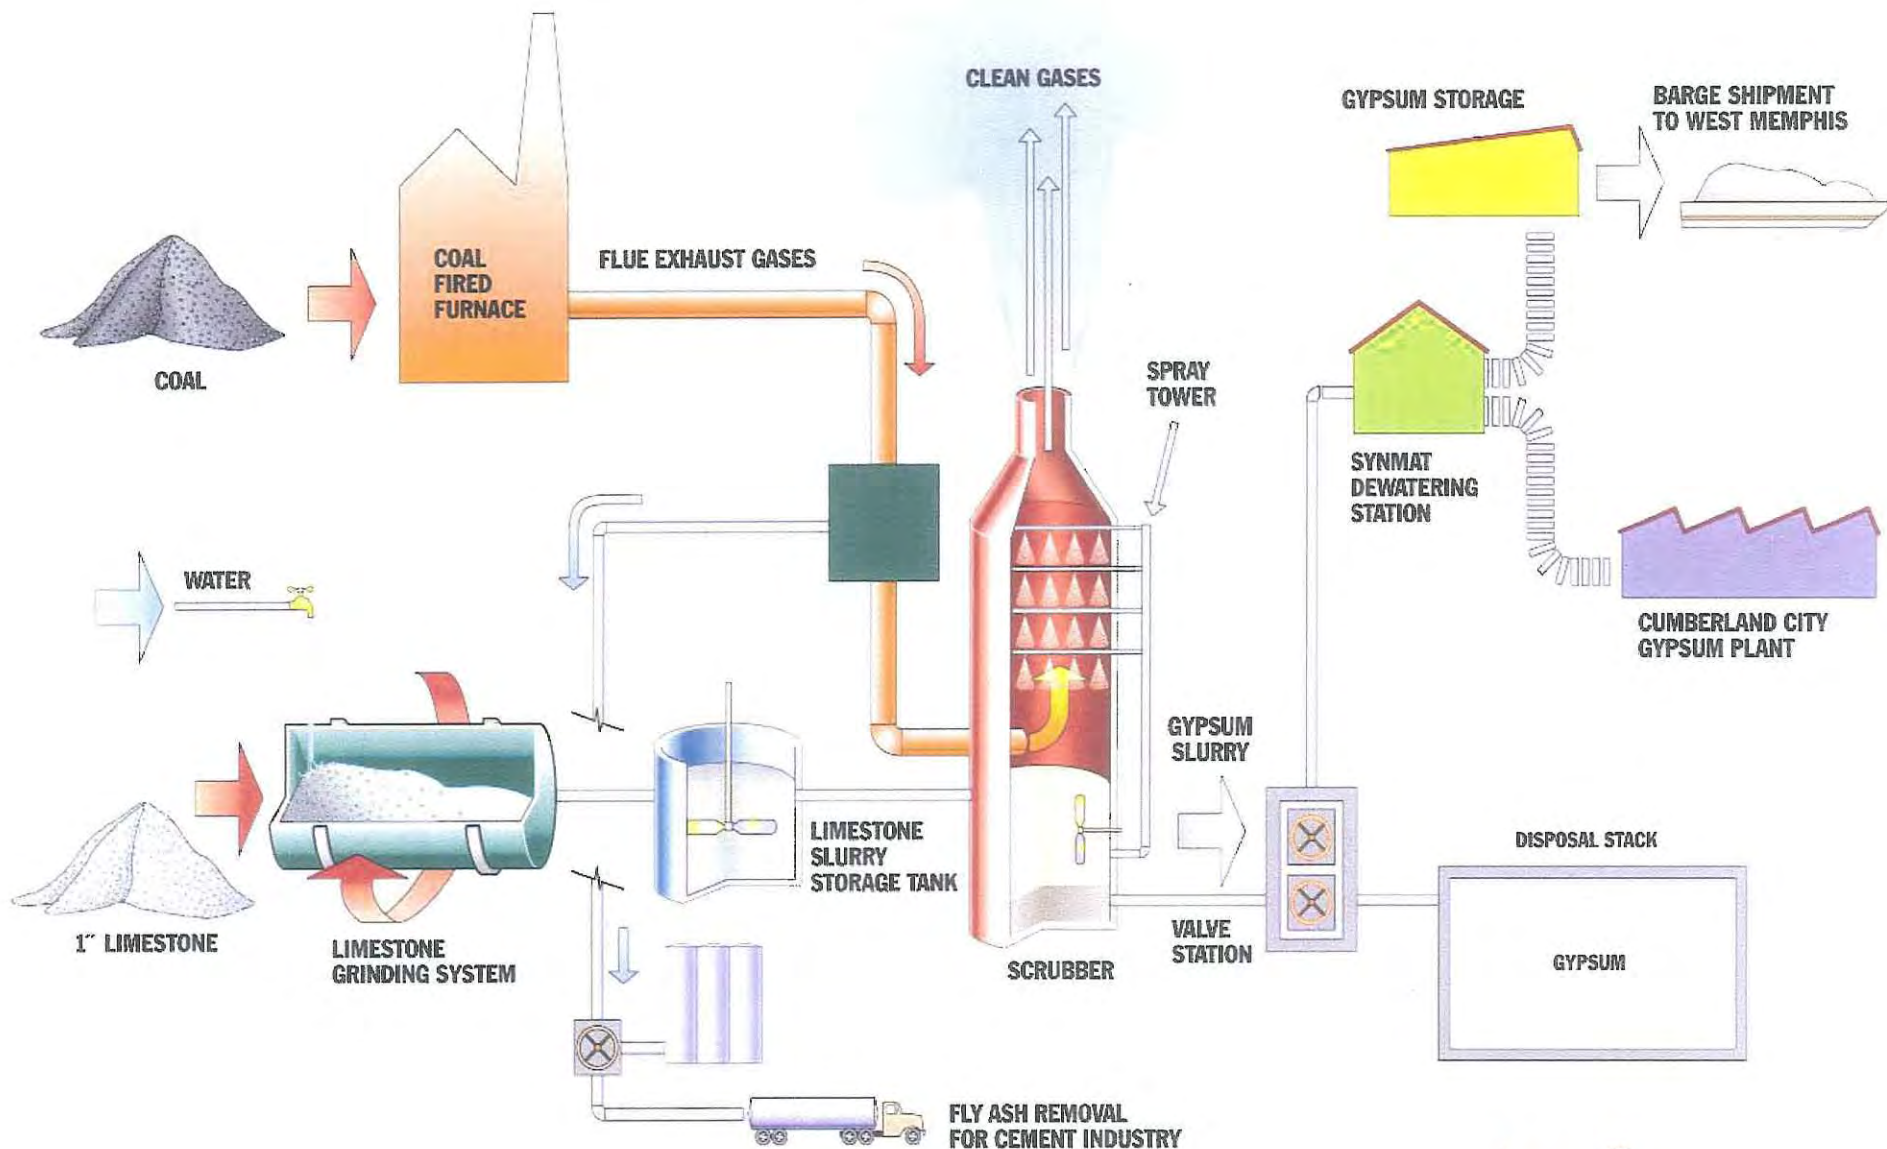 CLEAN GASES
GYPSUM STORAGE
BARGE SHIPMENT
TO WEST MEMPHIS
COAL
FIRED
FURNACE
FLUE EXHAUST GASES
COAL
SPRAY
TOWER
SYNMAT
DEWATERING
STATION
WATER
CUMBERLAND CITY
GYPSUM PLANT
GYPSUM
SLURRY
LIMESTONE
SLURRY
STORAGE TANK
DISPOSAL STACK
1" LIMESTONE
LIMESTONE
GRINDING SYSTEM
SCRUBBER
VALVE
STATION
GYPSUM
FLY ASH REMOVAL
FOR CEMENT INDUSTRY